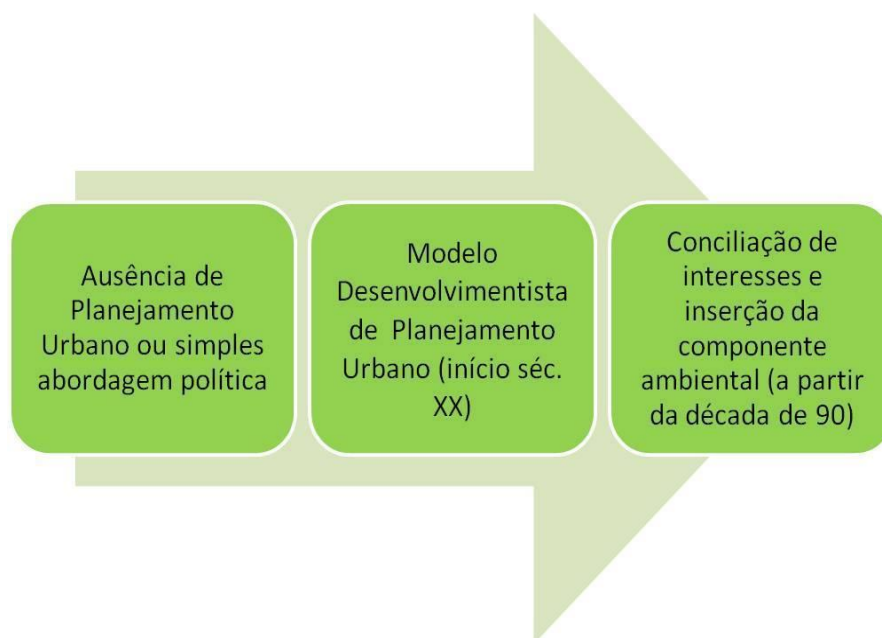 Ausência de
Planejamento
Urbano ou simples
abordagem política
Modelo
Desenvolvimentista
de Planejamento
Urbano (início séc.
XX)
Conciliação de
interesses e
inserção da
componente
ambiental (a partir
da década de 90)